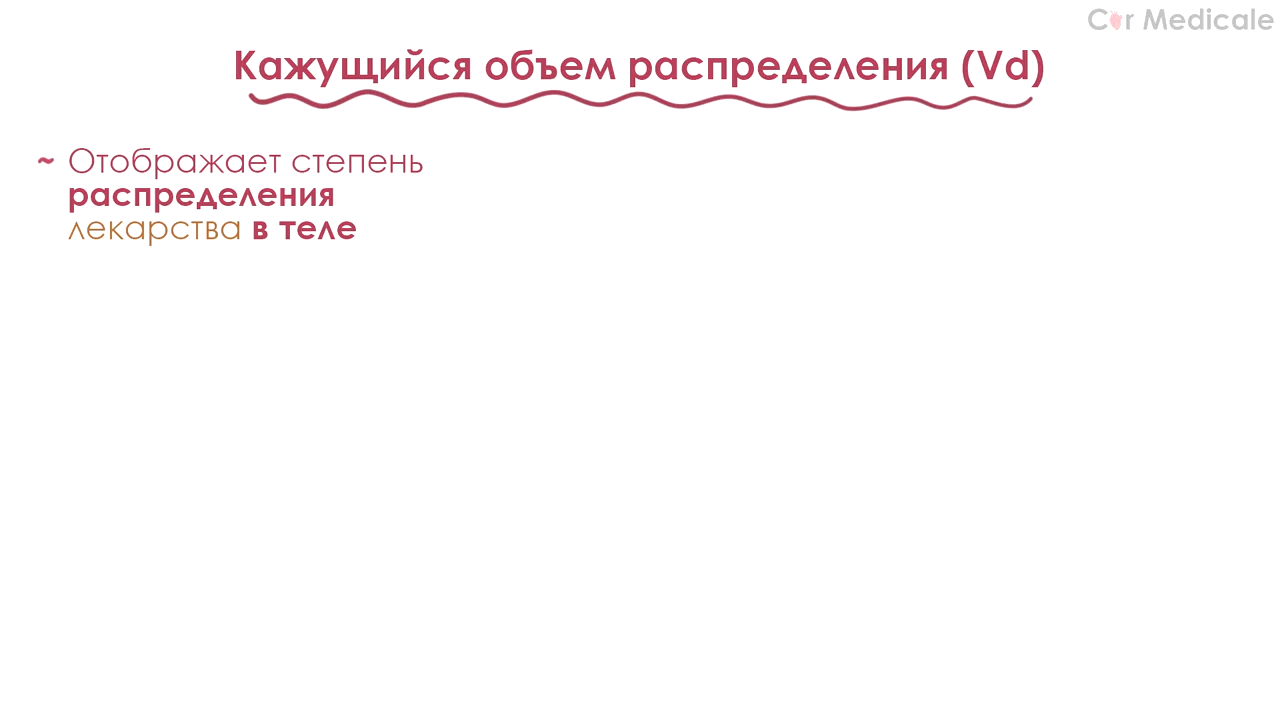 Cor Medicale
Кажущийся объем распределения (Vd)
~ Отображает степень
распределения
лекарства в теле